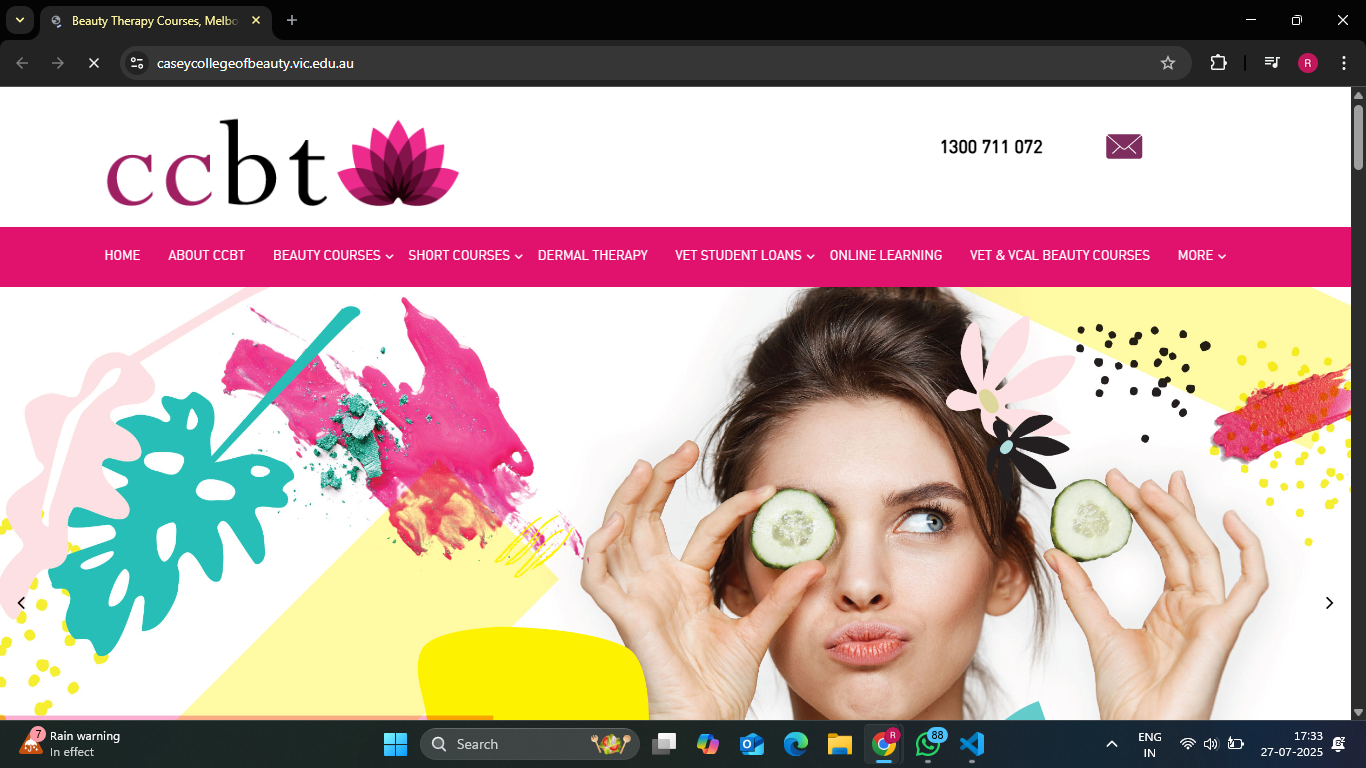 Beauty Therapy Courses, Melbo
caseycollegeofbeauty.vic.edu.au
R
ccbt
1300 711 072
HOME ABOUT CCBT BEAUTY COURSES SHORT COURSES DERMAL THERAPY VET STUDENT LOANS ONLINE LEARNING VET & VCAL BEAUTY COURSES MORE
7
Rain warning
In effect
Search
R
88
ENG
IN
17:33
27-07-2025